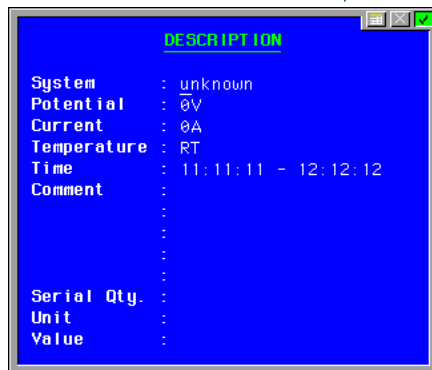 DESCRIPTION
System : unknown
Potential : 0V
Current : 0A
Temperature : RT
Time : 11:11:11 - 12:12:12
Comment :
:
:
:
:
Serial Qty. :
Unit :
Value :